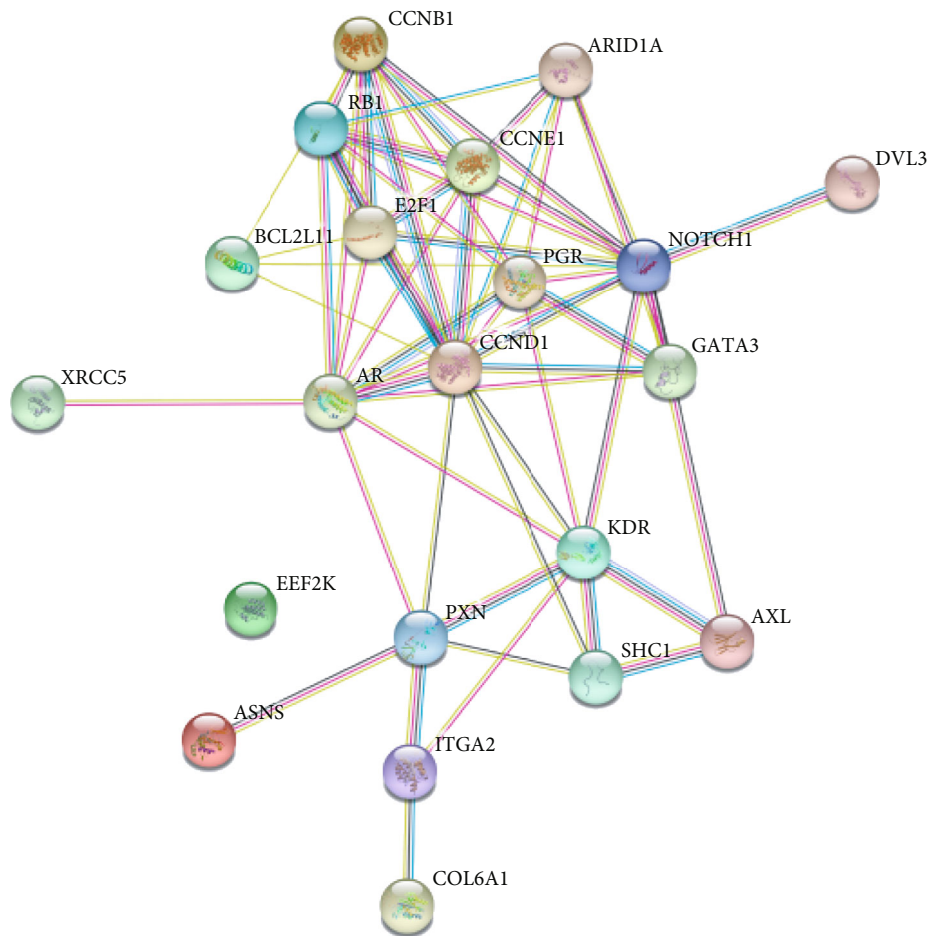 CCNB1
ARID1A
RB1
CCNE1
DVL3
E2F1
BCL2L11
NOTCH1
PGR
GATA3
CCND1
XRCC5
AR
KDR
EEF2K
PXN
AXL
SHC1
ASNS
ITGA2
COL6A1